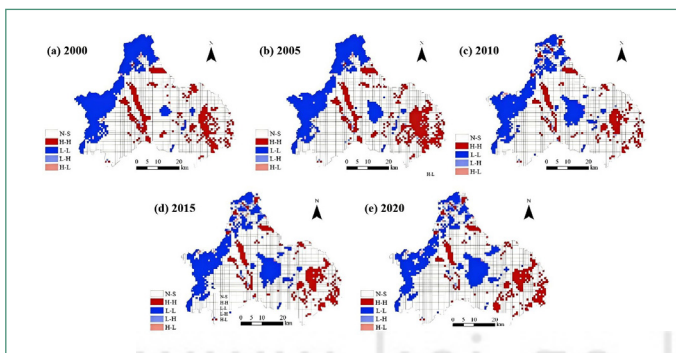 (a) 2000
N
N-S
H-H
L-L
L-H
H-L
0 5 10 20
km
(b) 2005
N
N-S
H-H
L-L
L-H
H-L
0 5 10 20
km
H-L
(c) 2010
N
N-S
H-H
L-L
L-H
H-L
0 5 10 20
km
(d) 2015
N
N-S
H-H
L-L
L-H
H-L
N-S
H-H
L-L
L-H
H-L
0 5 10 20
km
(e) 2020
N
N-S
H-H
L-L
L-H
H-L
0 5 10 20
km